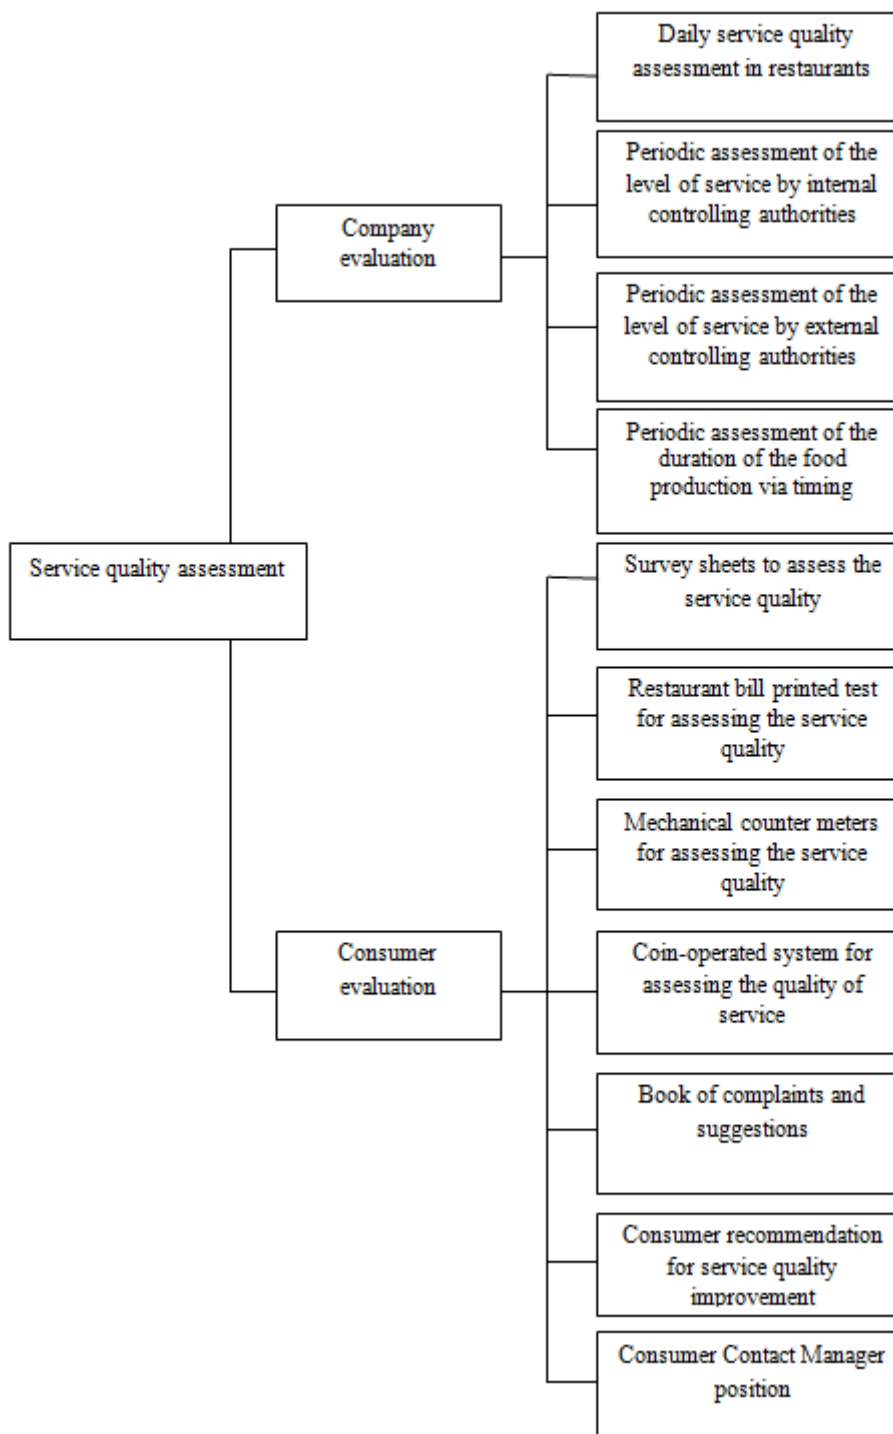 Daily service quality
assessment in restaurants
Periodic assessment of the
level of service by internal
controlling authorities
Company
evaluation
Periodic assessment of the
level of service by external
controlling authorities
Periodic assessment of the
duration of the food
production via timing
Service quality assessment
Survey sheets to assess the
service quality
Restaurant bill printed test
for assessing the service
quality
Mechanical counter meters
for assessing the service
quality
Consumer
evaluation
Coin-operated system for
assessing the quality of
service
Book of complaints and
suggestions
Consumer recommendation
for service quality
improvement
Consumer Contact Manager
position